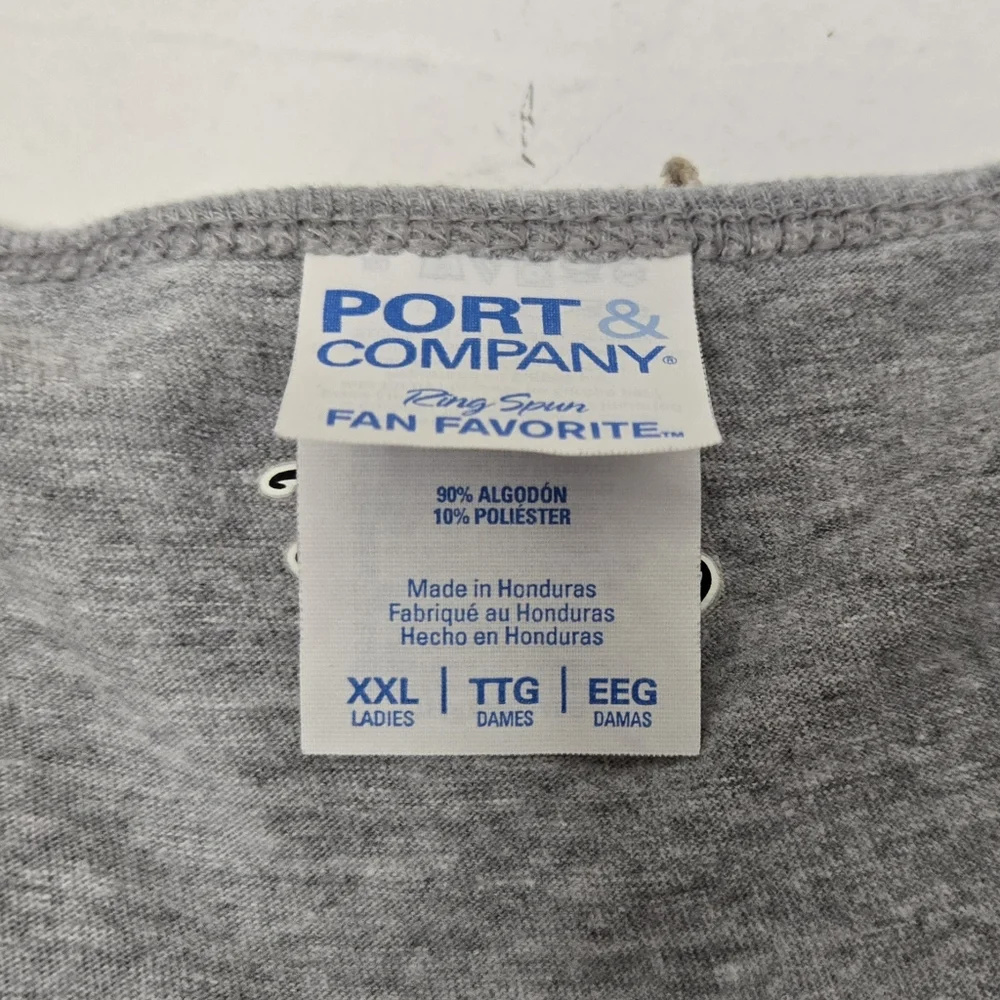 PORT &
COMPANY®
Ring Spun
FAN FAVORITE™
90% ALGODÓN
10% POLIÉSTER
Made in Honduras
Fabriqué au Honduras
Hecho en Honduras
XXL | TTG | EEG
LADIES DAMES DAMAS